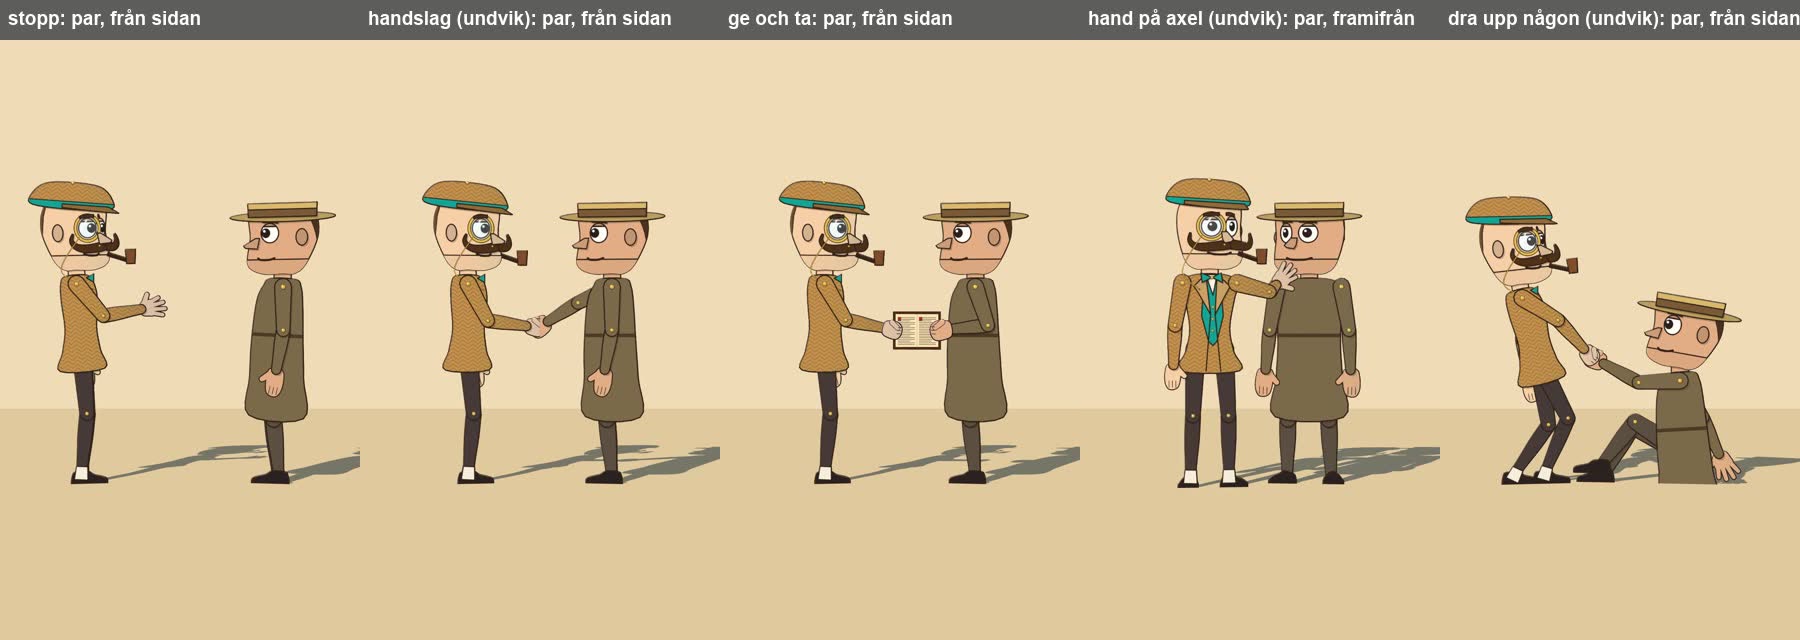 stopp: par, från sidan
handslag (undvik): par, från sidan
ge och ta: par, från sidan
hand på axel (undvik): par, framifrån
dra upp någon (undvik): par, från sidan